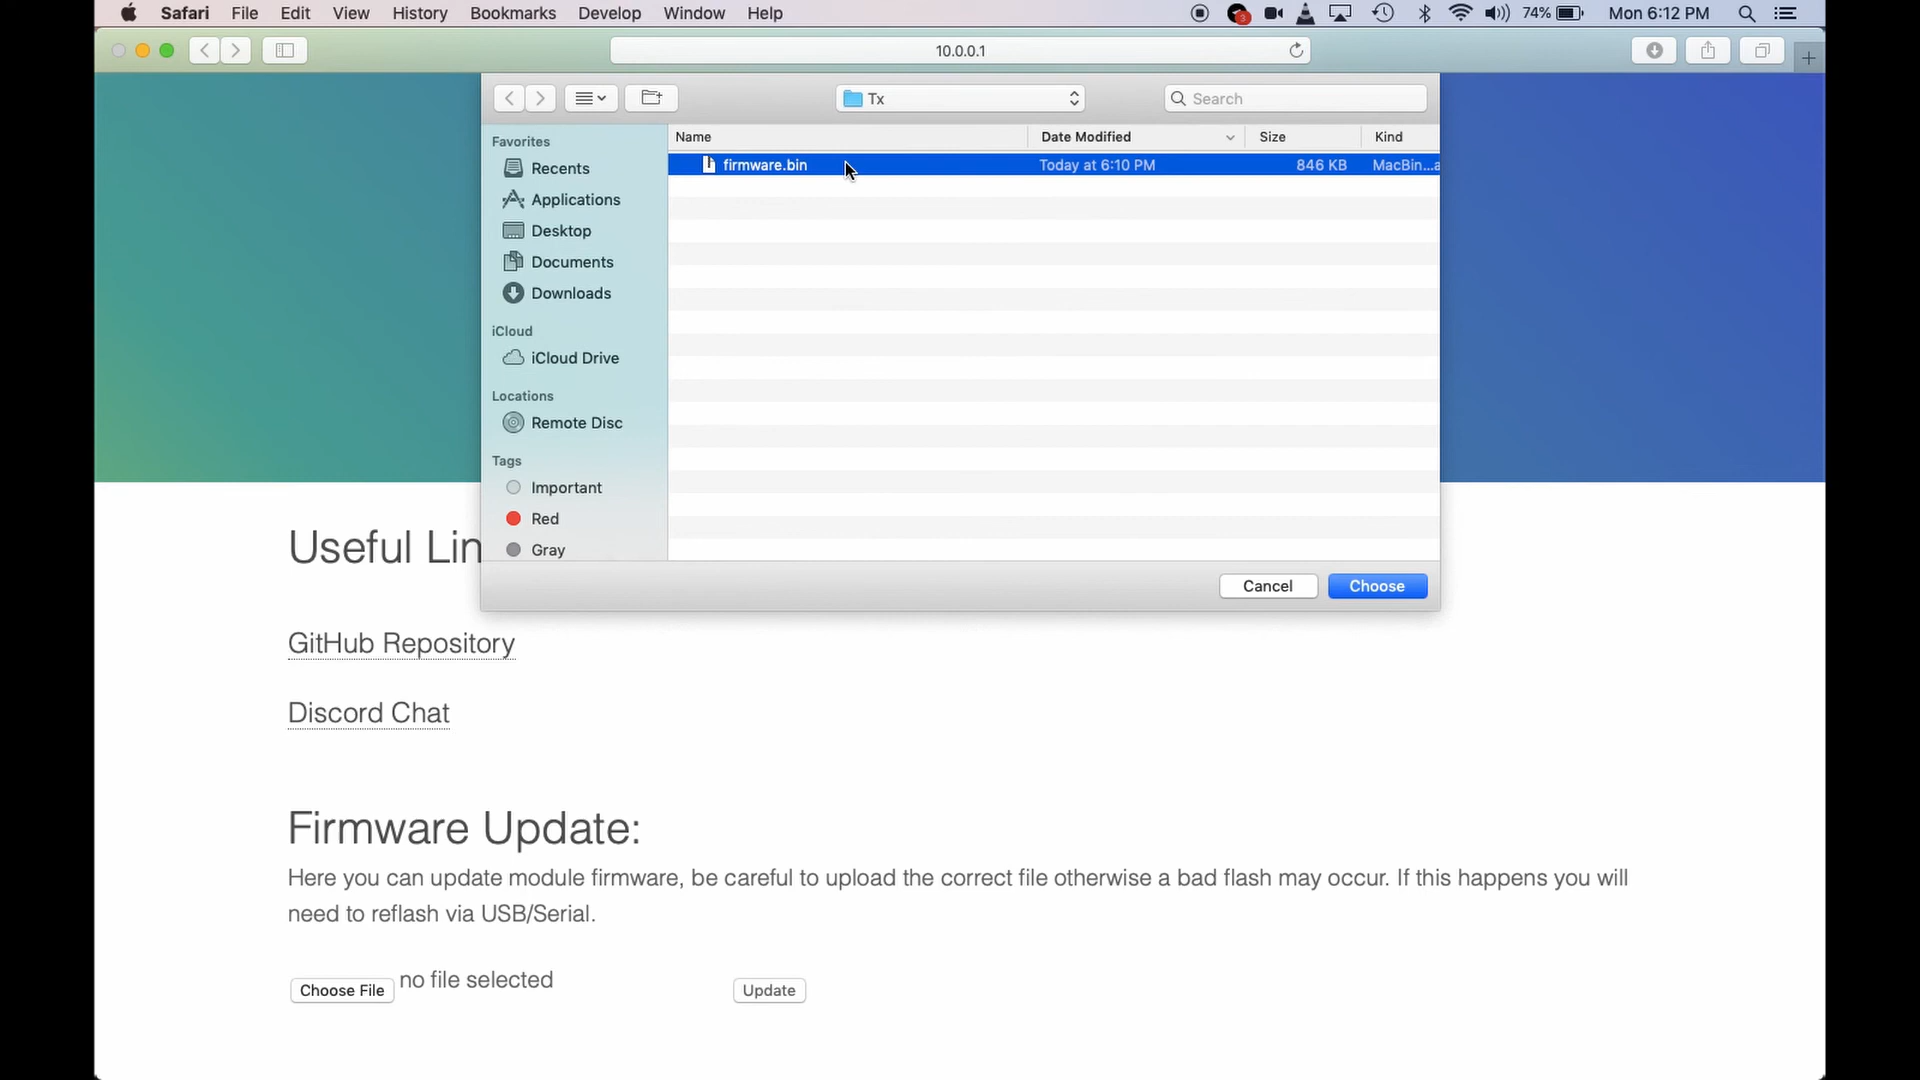 Safari File Edit View History Bookmarks Develop Window Help 3 74% Mon 6:12 PM
10.0.0.1
Tx
Search
Favorites
Recents
Applications
Desktop
Documents
Downloads
iCloud
iCloud Drive
Locations
Remote Disc
Tags
Important
Red
Gray
Name Date Modified Size Kind
firmware.bin Today at 6:10 PM 846 KB MacBin...a
Cancel Choose
Useful Lin
GitHub Repository
Discord Chat
Firmware Update:
Here you can update module firmware, be careful to upload the correct file otherwise a bad flash may occur. If this happens you will
need to reflash via USB/Serial.
Choose File no file selected Update